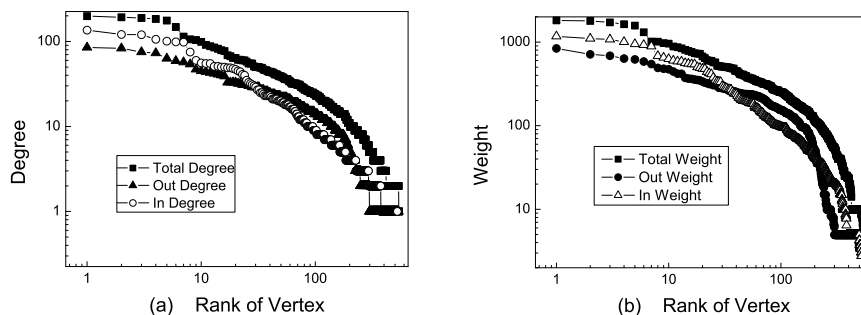 100
10
1
Degree
Total Degree
Out Degree
In Degree
1
10
100
(a) Rank of Vertex
1000
100
10
Weight
Total Weight
Out Weight
In Weight
1
10
100
(b) Rank of Vertex